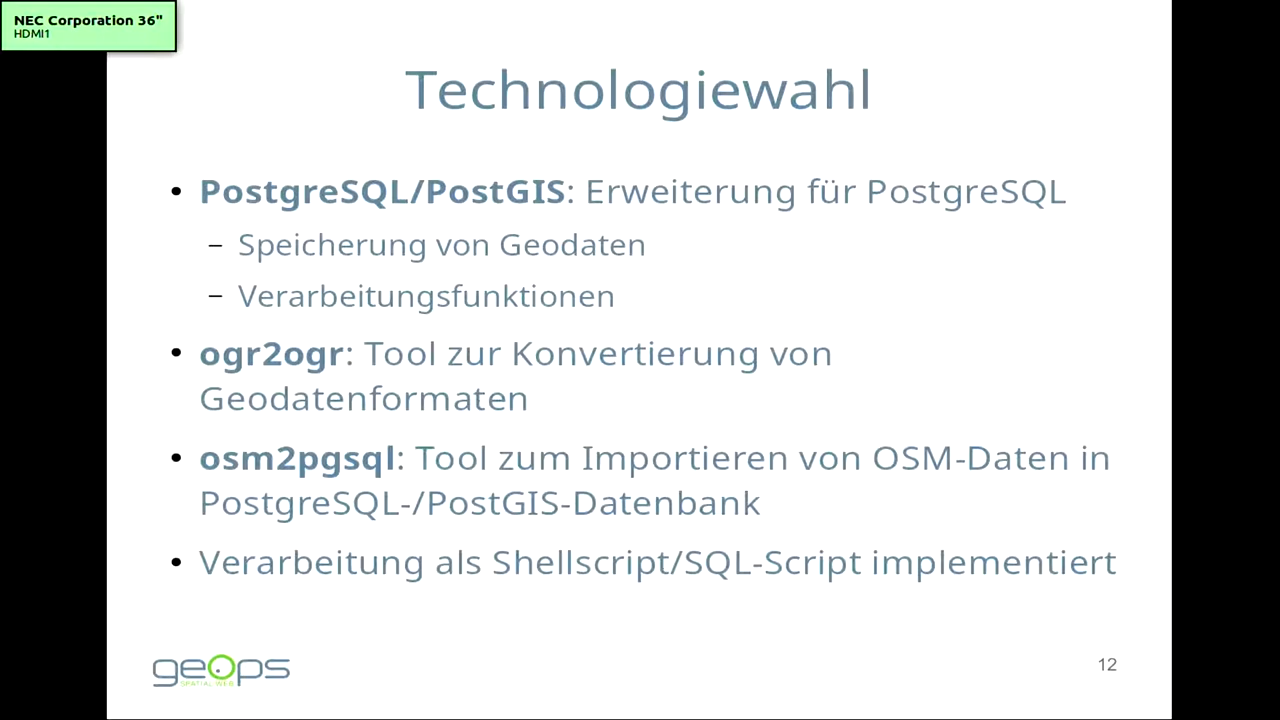 NEC Corporation 36"
HDMI1
Technologiewahl
• PostgreSQL/PostGIS: Erweiterung für PostgreSQL
– Speicherung von Geodaten
– Verarbeitungsfunktionen
• ogr2ogr: Tool zur Konvertierung von
Geodatenformaten
• osm2pgsql: Tool zum Importieren von OSM-Daten in
PostgreSQL-/PostGIS-Datenbank
• Verarbeitung als Shellscript/SQL-Script implementiert
geOps
SPATIAL WEB
12